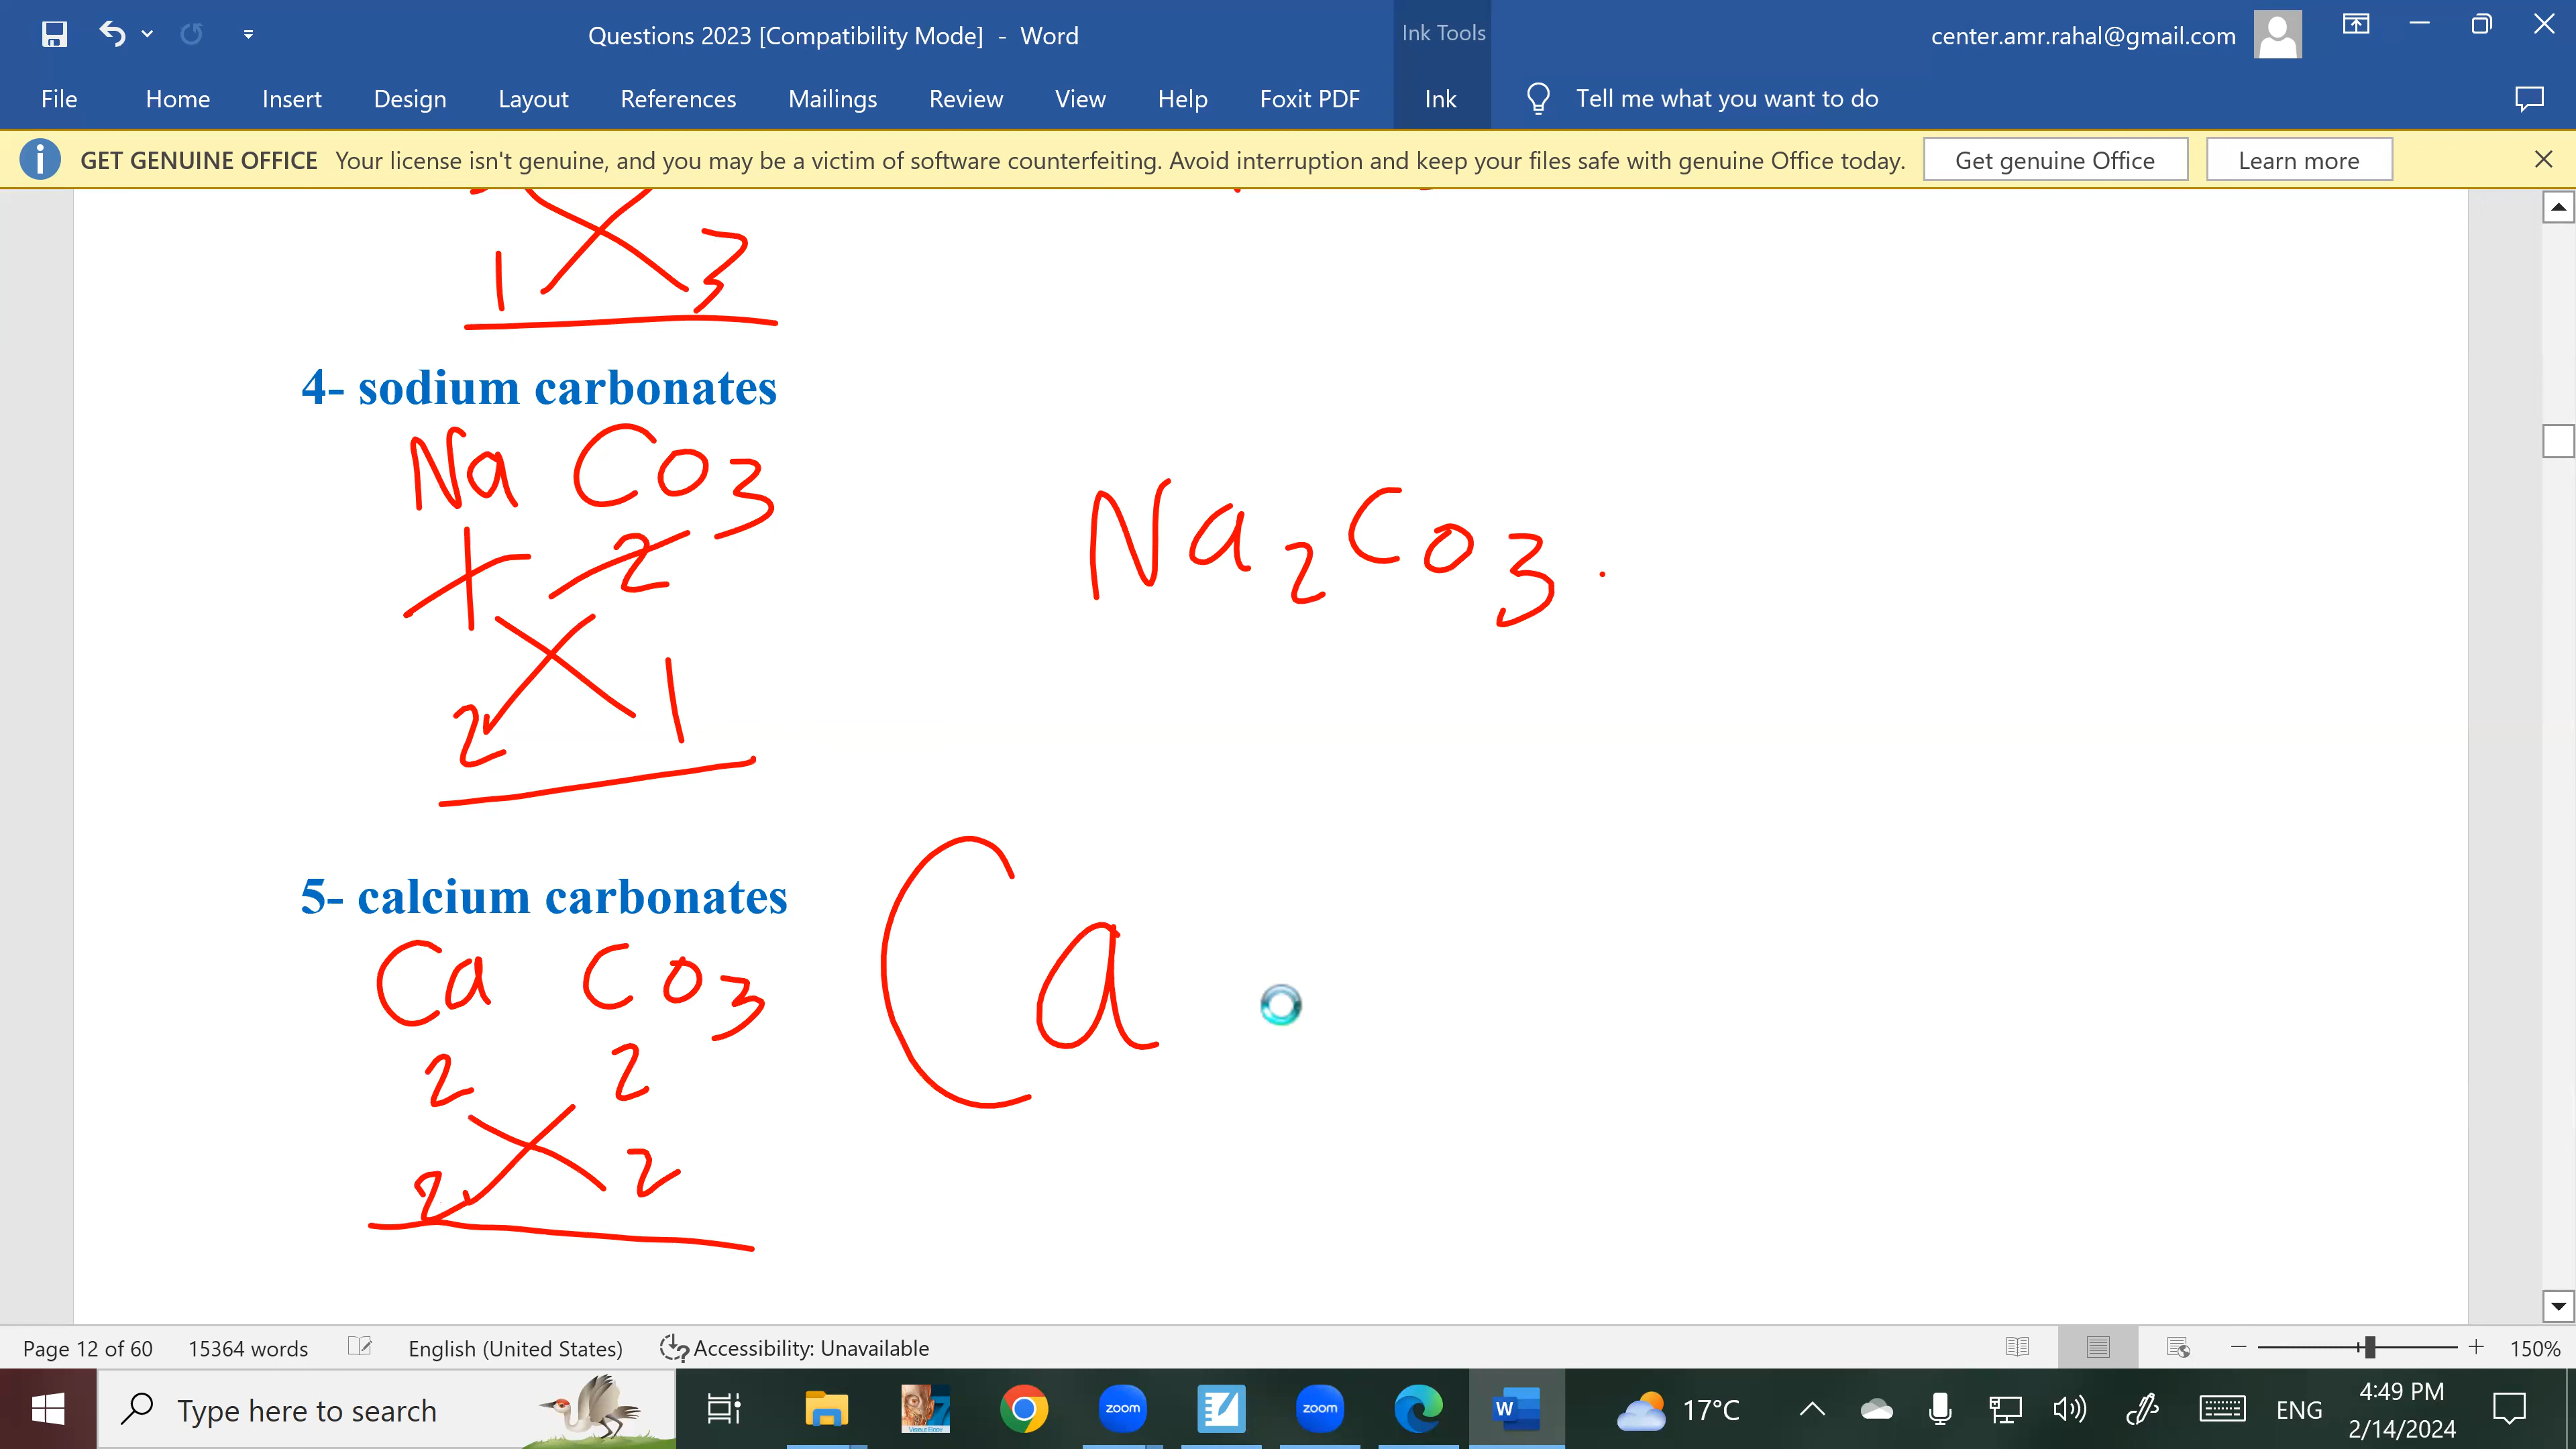 Questions 2023 [Compatibility Mode] - Word
Ink Tools
center.amr.rahal@gmail.com
File Home Insert Design Layout References Mailings Review View Help Foxit PDF Ink Tell me what you want to do
GET GENUINE OFFICE Your license isn't genuine, and you may be a victim of software counterfeiting. Avoid interruption and keep your files safe with genuine Office today. Get genuine Office Learn more
1 3
4- sodium carbonates
Na Co3
Na2Co3.
1 2
2 1
5- calcium carbonates
Ca Co3
Ca
2 2
2 2
Page 12 of 60 15364 words English (United States) Accessibility: Unavailable 150%
Type here to search
zoom
zoom
W
17°C
ENG
4:49 PM
2/14/2024